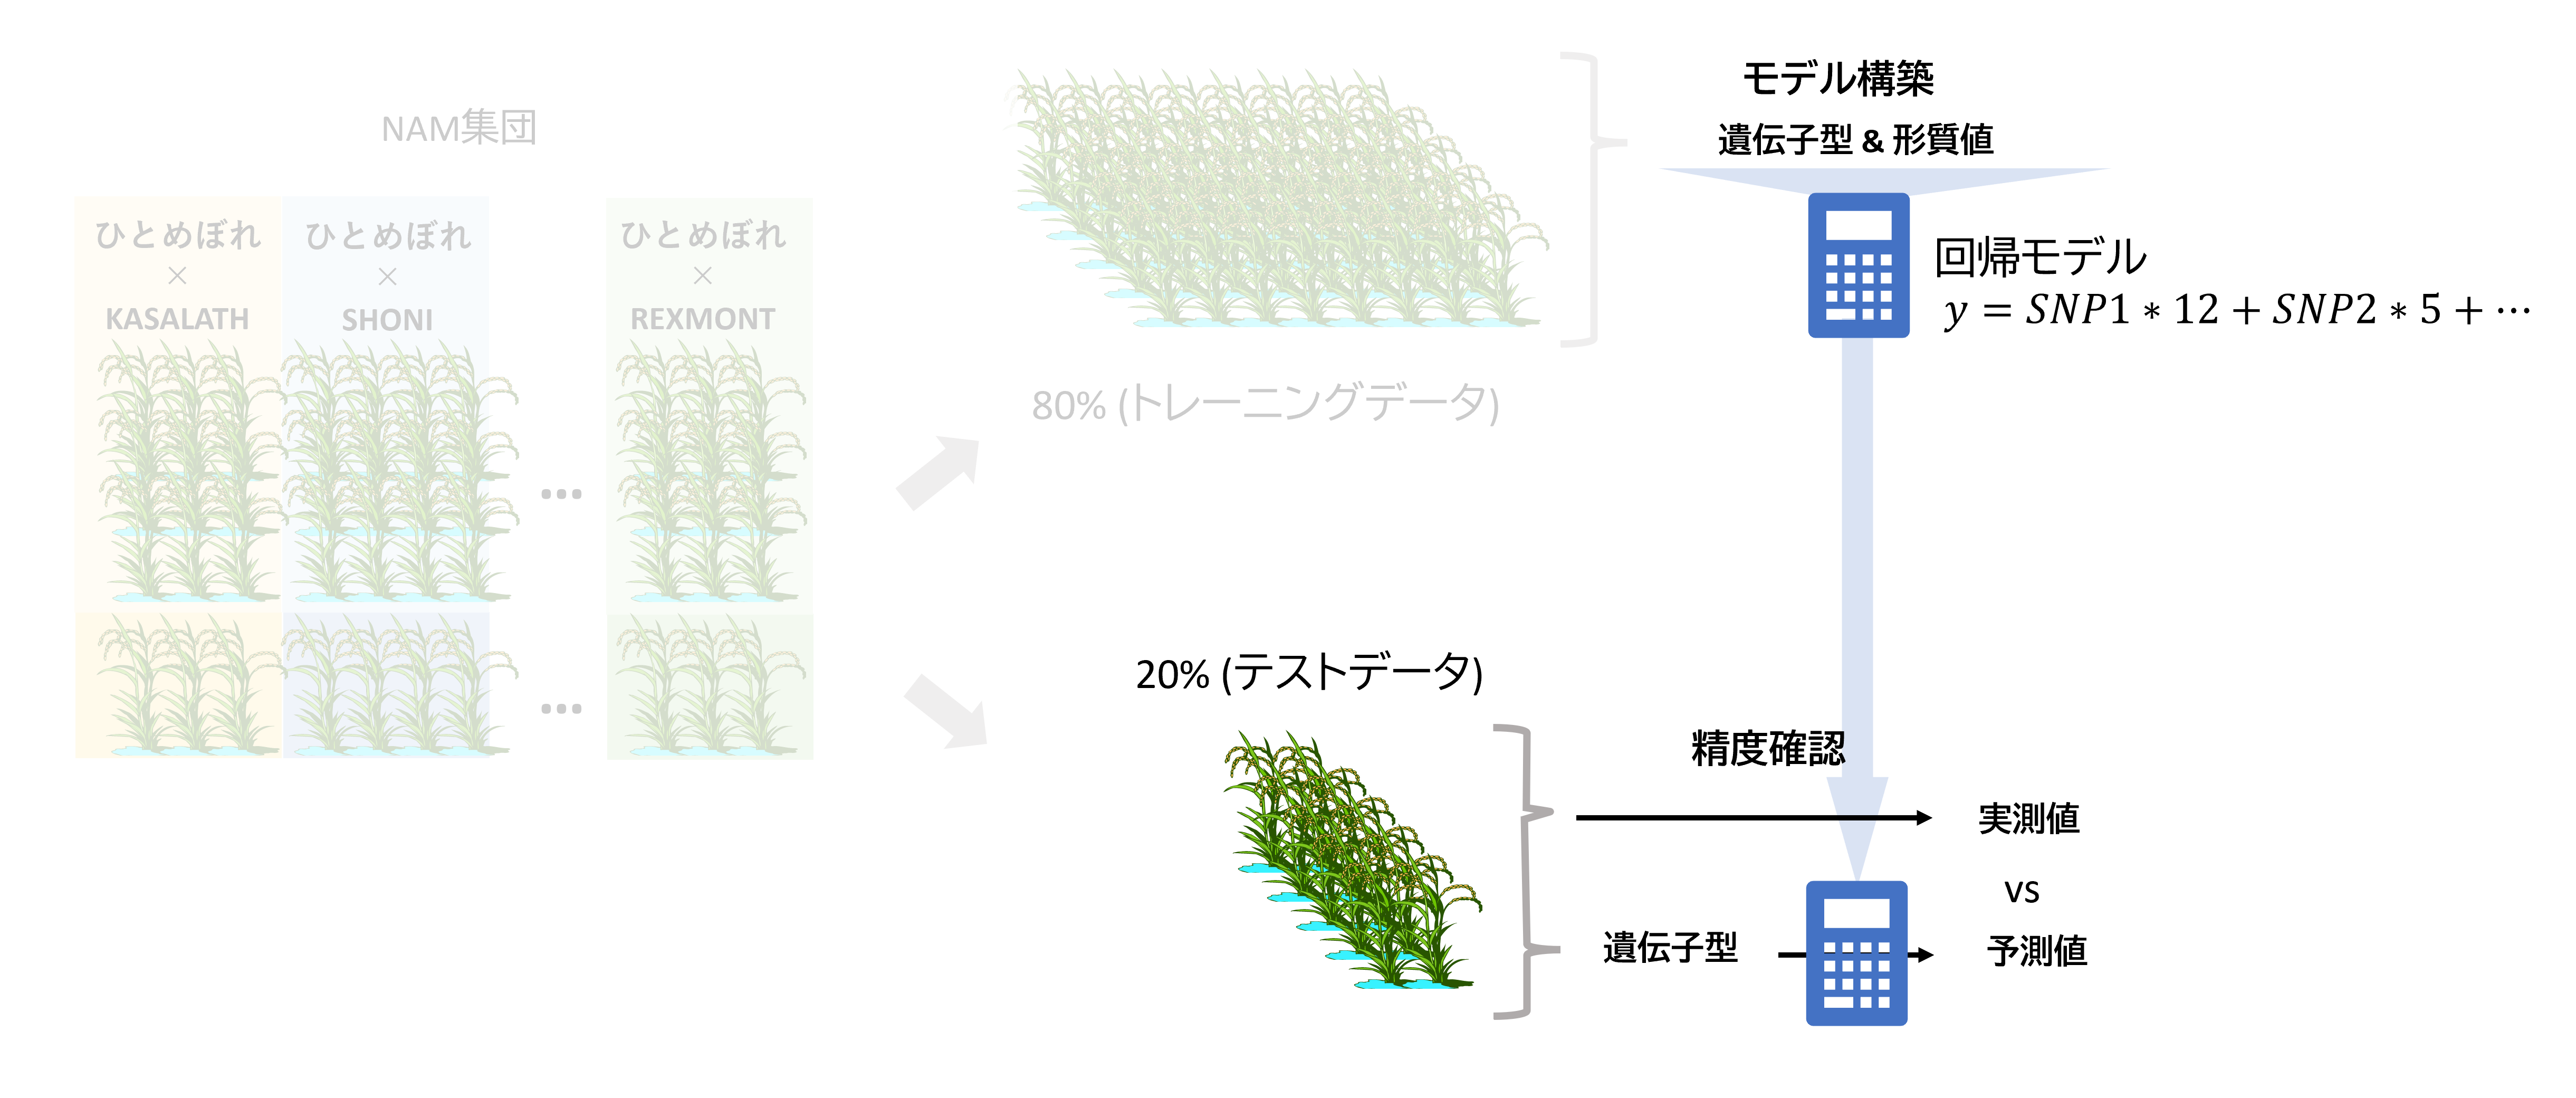 NAM集団
ひとめぼれ
×
KASALATH
ひとめぼれ
×
SHONI
...
ひとめぼれ
×
REXMONT
...
80% (トレーニングデータ)
モデル構築
遺伝子型 & 形質値
回帰モデル
y = SNP1 ∗ 12 + SNP2 ∗ 5 + ⋯
20% (テストデータ)
精度確認
実測値
vs
遺伝子型
予測値